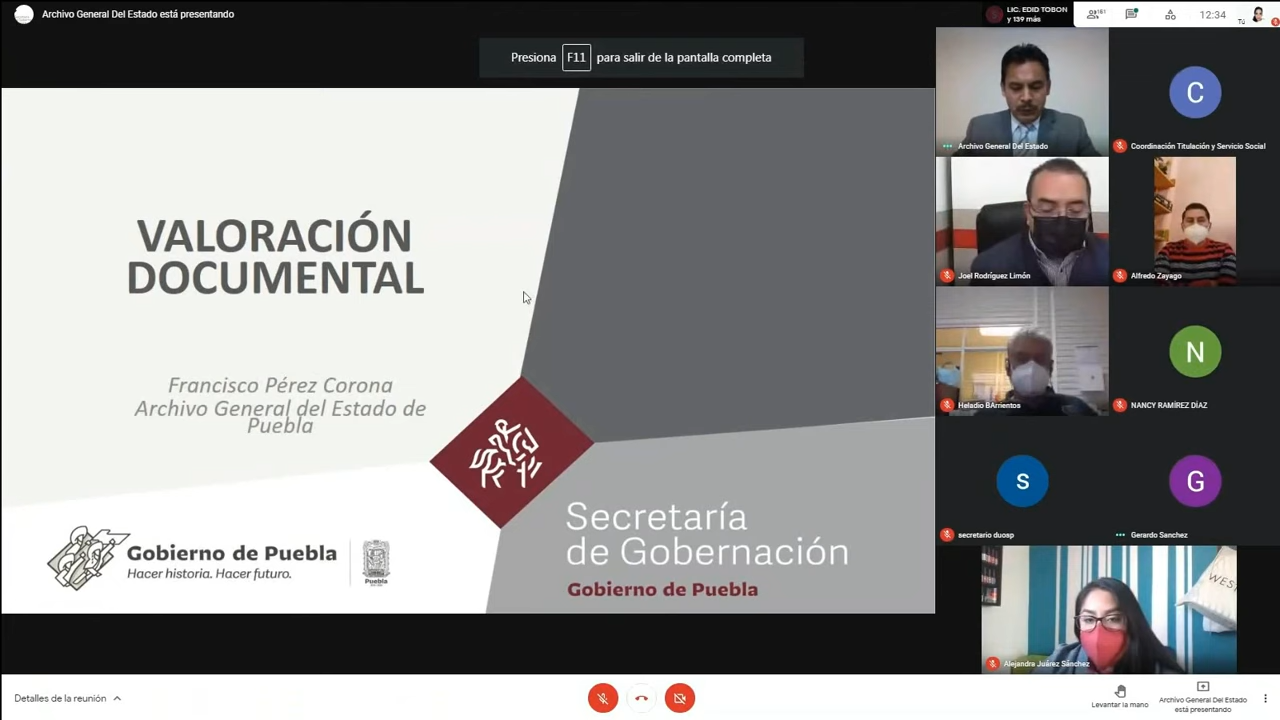 Archivo General Del Estado está presentando
LIC. EDID TOBON
y 139 más
161
12:34
Tú
Presiona F11 para salir de la pantalla completa
VALORACIÓN
DOCUMENTAL
Francisco Pérez Corona
Archivo General del Estado de
Puebla
Gobierno de Puebla
Hacer historia. Hacer futuro.
Puebla
Secretaría
de Gobernación
Gobierno de Puebla
Archivo General Del Estado
C
Coordinación Titulación y Servicio Social
Joel Rodríguez Limón
Alfredo Zayago
Heladio BArrientos
N
NANCY RAMÍREZ DÍAZ
s
secretario duosp
G
Gerardo Sanchez
WEST
Alejandra Juárez Sánchez
Detalles de la reunión
Levantar la mano
Archivo General Del Estado
está presentando